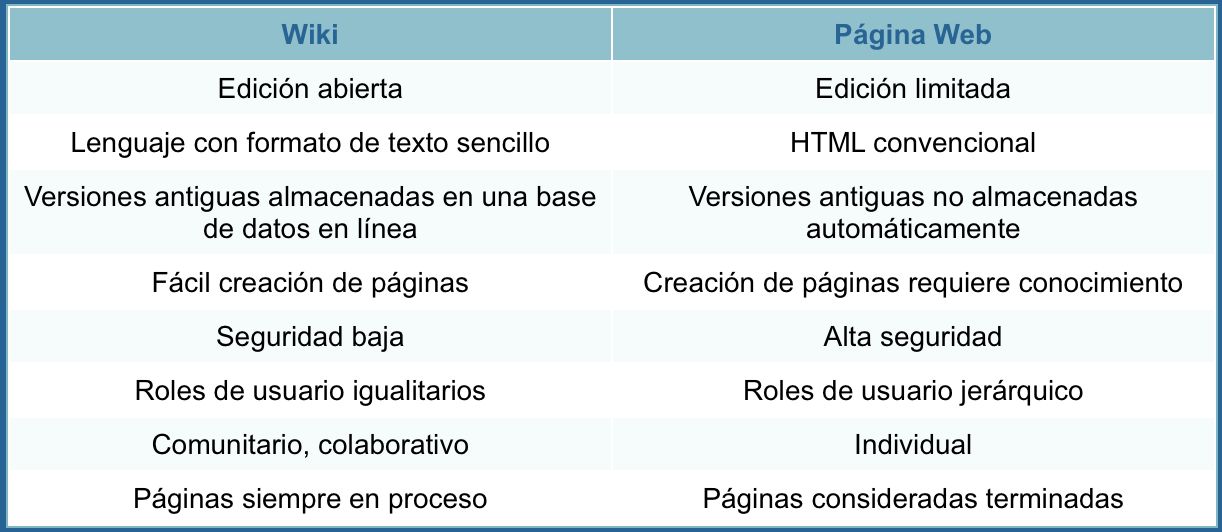 Wiki
Página Web
Edición abierta
Edición limitada
Lenguaje con formato de texto sencillo
HTML convencional
Versiones antiguas almacenadas en una base
de datos en línea
Versiones antiguas no almacenadas
automáticamente
Fácil creación de páginas
Creación de páginas requiere conocimiento
Seguridad baja
Alta seguridad
Roles de usuario igualitarios
Roles de usuario jerárquico
Comunitario, colaborativo
Individual
Páginas siempre en proceso
Páginas consideradas terminadas